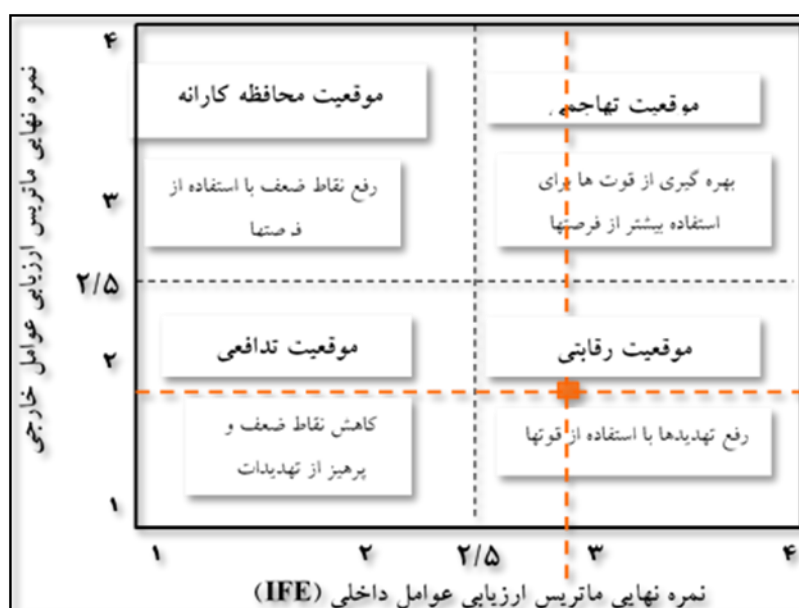 نمره نهایی ماتریس ارزیابی عوامل خارجی
۴
۳
۲/۵
۲
۱
موقعیت تهاجمی
بهره گیری از قوت ها برای
استفاده بیشتر از فرصتها
موقعیت محافظه کارانه
رفع نقاط ضعف با استفاده از
فرصتها
موقعیت رقابتی
رفع تهدیدها با استفاده از قوتها
موقعیت تدافعی
کاهش نقاط ضعف و
پرهیز از تهدیدات
۱ ۲ ۲/۵ ۳ ۴
نمره نهایی ماتریس ارزیابی عوامل داخلی (IFE)